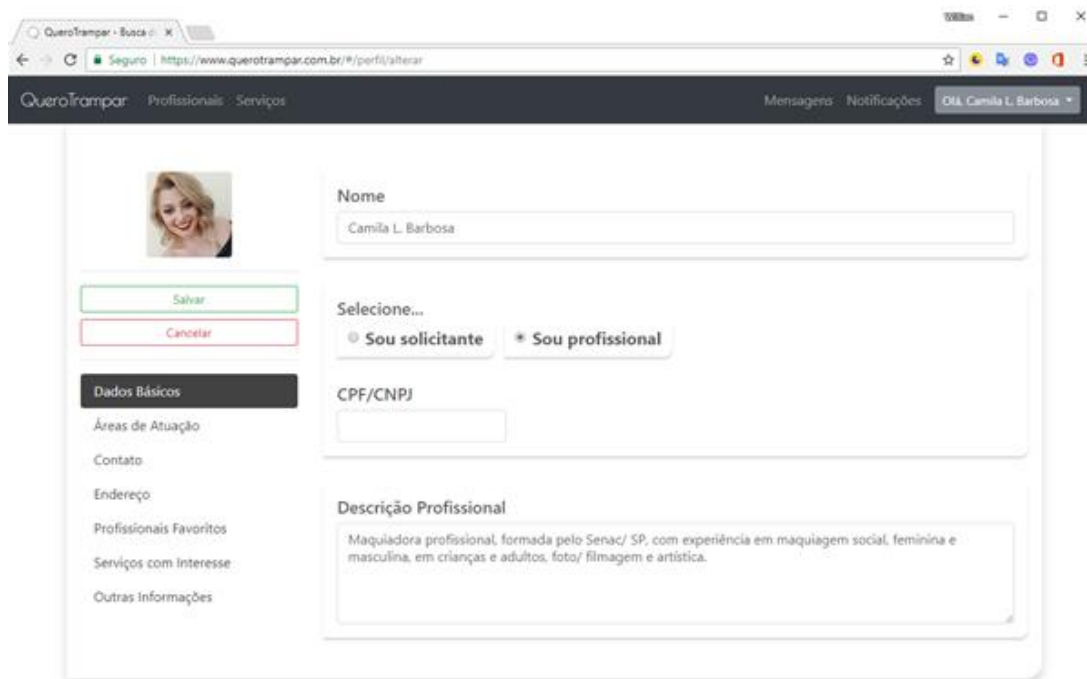 QueroTrampar - Busca d
Seguro | https://www.querotrampar.com.br/#/perfil/alterar
QueroTrampar Profissionais Serviços Mensagens Notificações Olá, Camila L. Barbosa
Nome
Camila L. Barbosa
Salvar
Cancelar
Selecione...
Sou solicitante Sou profissional
CPF/CNPJ
Dados Básicos
Áreas de Atuação
Contato
Endereço
Profissionais Favoritos
Serviços com Interesse
Outras Informações
Descrição Profissional
Maquiadora profissional, formada pelo Senac/ SP, com experiência em maquiagem social, feminina e
masculina, em crianças e adultos, foto/ filmagem e artística.